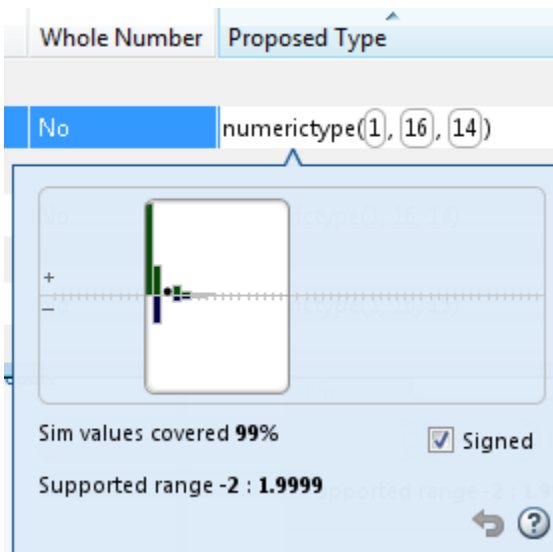 Whole Number Proposed Type
No numerictype(1, 16, 14)
+
−
Sim values covered 99% Signed
Supported range -2 : 1.9999